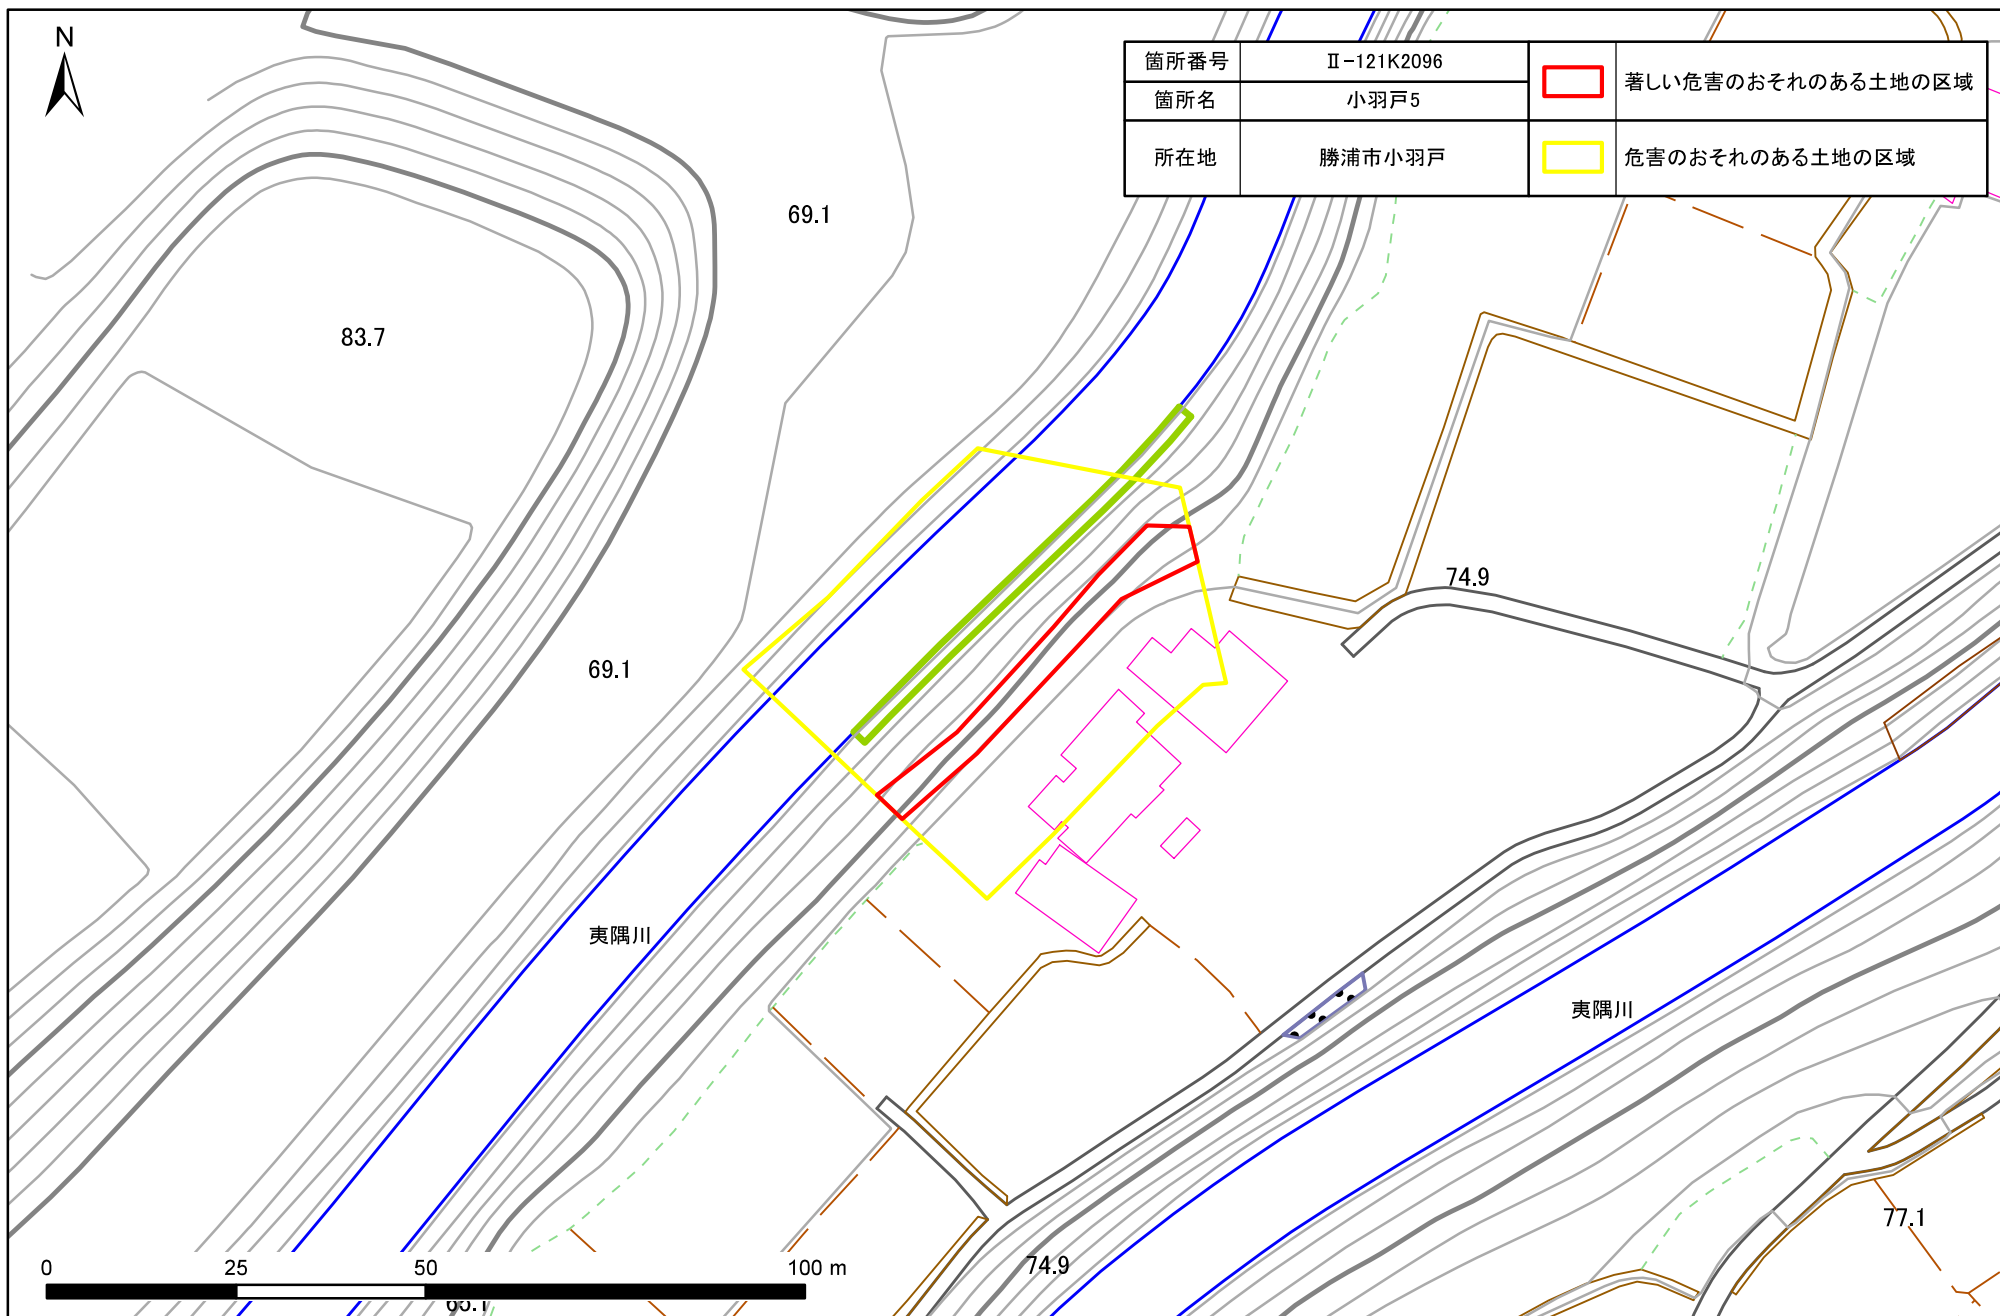 N
箇所番号 Ⅱ-121K2096
箇所名 小羽戸5
所在地 勝浦市小羽戸
著しい危害のおそれのある土地の区域
危害のおそれのある土地の区域
69.1
83.7
74.9
69.1
夷隅川
夷隅川
77.1
74.9
0 25 50 100 m
65.1